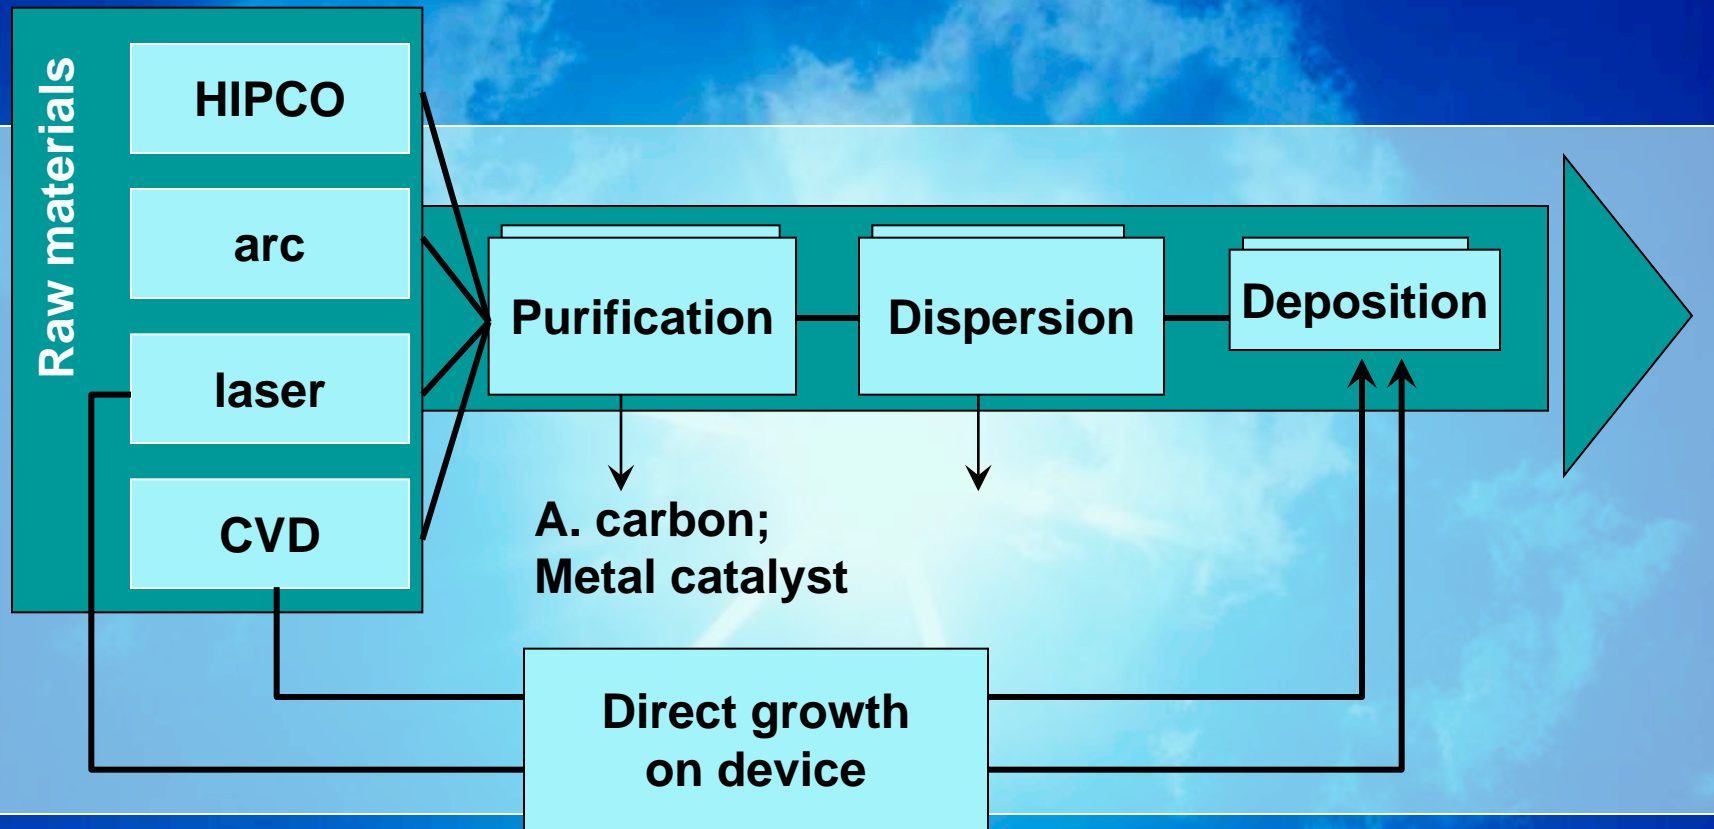 Raw materials
HIPCO
arc
laser
CVD
Purification
Dispersion
Deposition
A. carbon;
Metal catalyst
Direct growth
on device